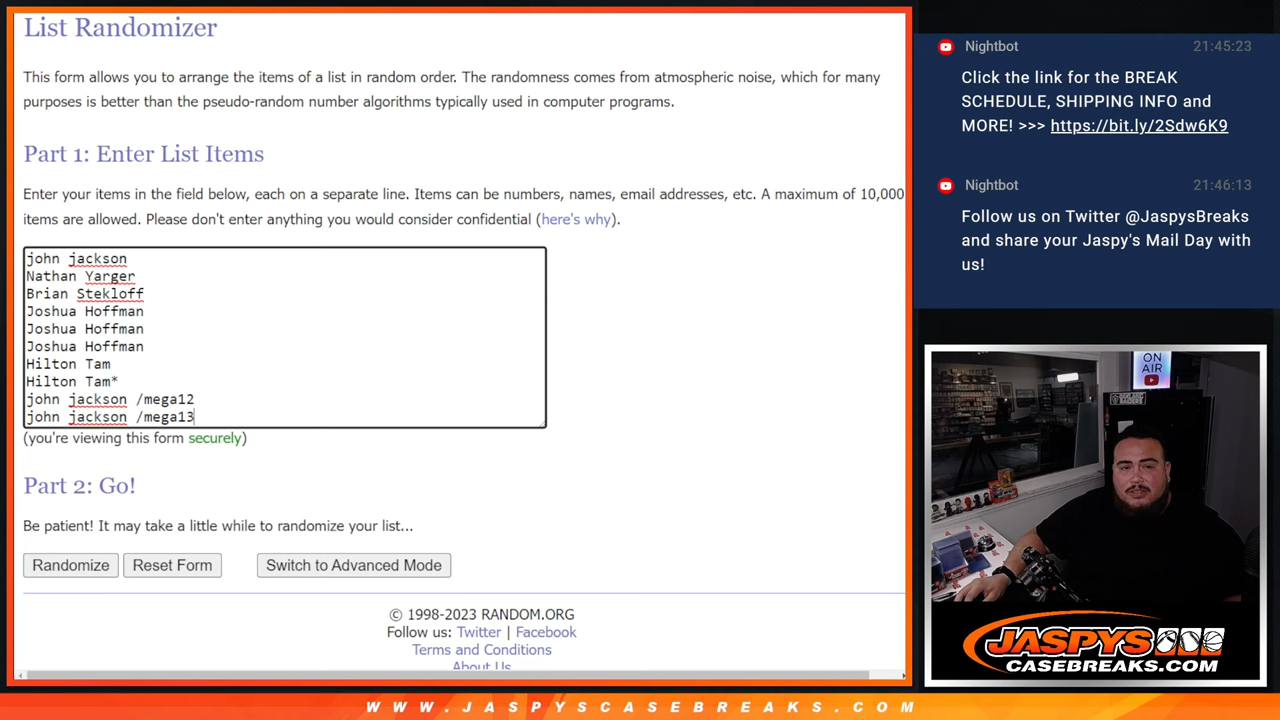 List Randomizer
This form allows you to arrange the items of a list in random order. The randomness comes from atmospheric noise, which for many
purposes is better than the pseudo-random number algorithms typically used in computer programs.
Part 1: Enter List Items
Enter your items in the field below, each on a separate line. Items can be numbers, names, email addresses, etc. A maximum of 10,000
items are allowed. Please don't enter anything you would consider confidential (here's why).
john jackson
Nathan Yarger
Brian Stekloff
Joshua Hoffman
Joshua Hoffman
Joshua Hoffman
Hilton Tam
Hilton Tam*
john jackson /mega12
john jackson /mega13
(you're viewing this form securely)
Part 2: Go!
Be patient! It may take a little while to randomize your list...
Randomize Reset Form Switch to Advanced Mode
© 1998-2023 RANDOM.ORG
Follow us: Twitter | Facebook
Terms and Conditions
About Us
Nightbot 21:45:23
Click the link for the BREAK
SCHEDULE, SHIPPING INFO and
MORE! >>> https://bit.ly/2Sdw6K9
Nightbot 21:46:13
Follow us on Twitter @JaspysBreaks
and share your Jaspy's Mail Day with
us!
ON
AIR
JASPYS
CASEBREAKS.COM
WWW.JASPYSCASEBREAKS.COM